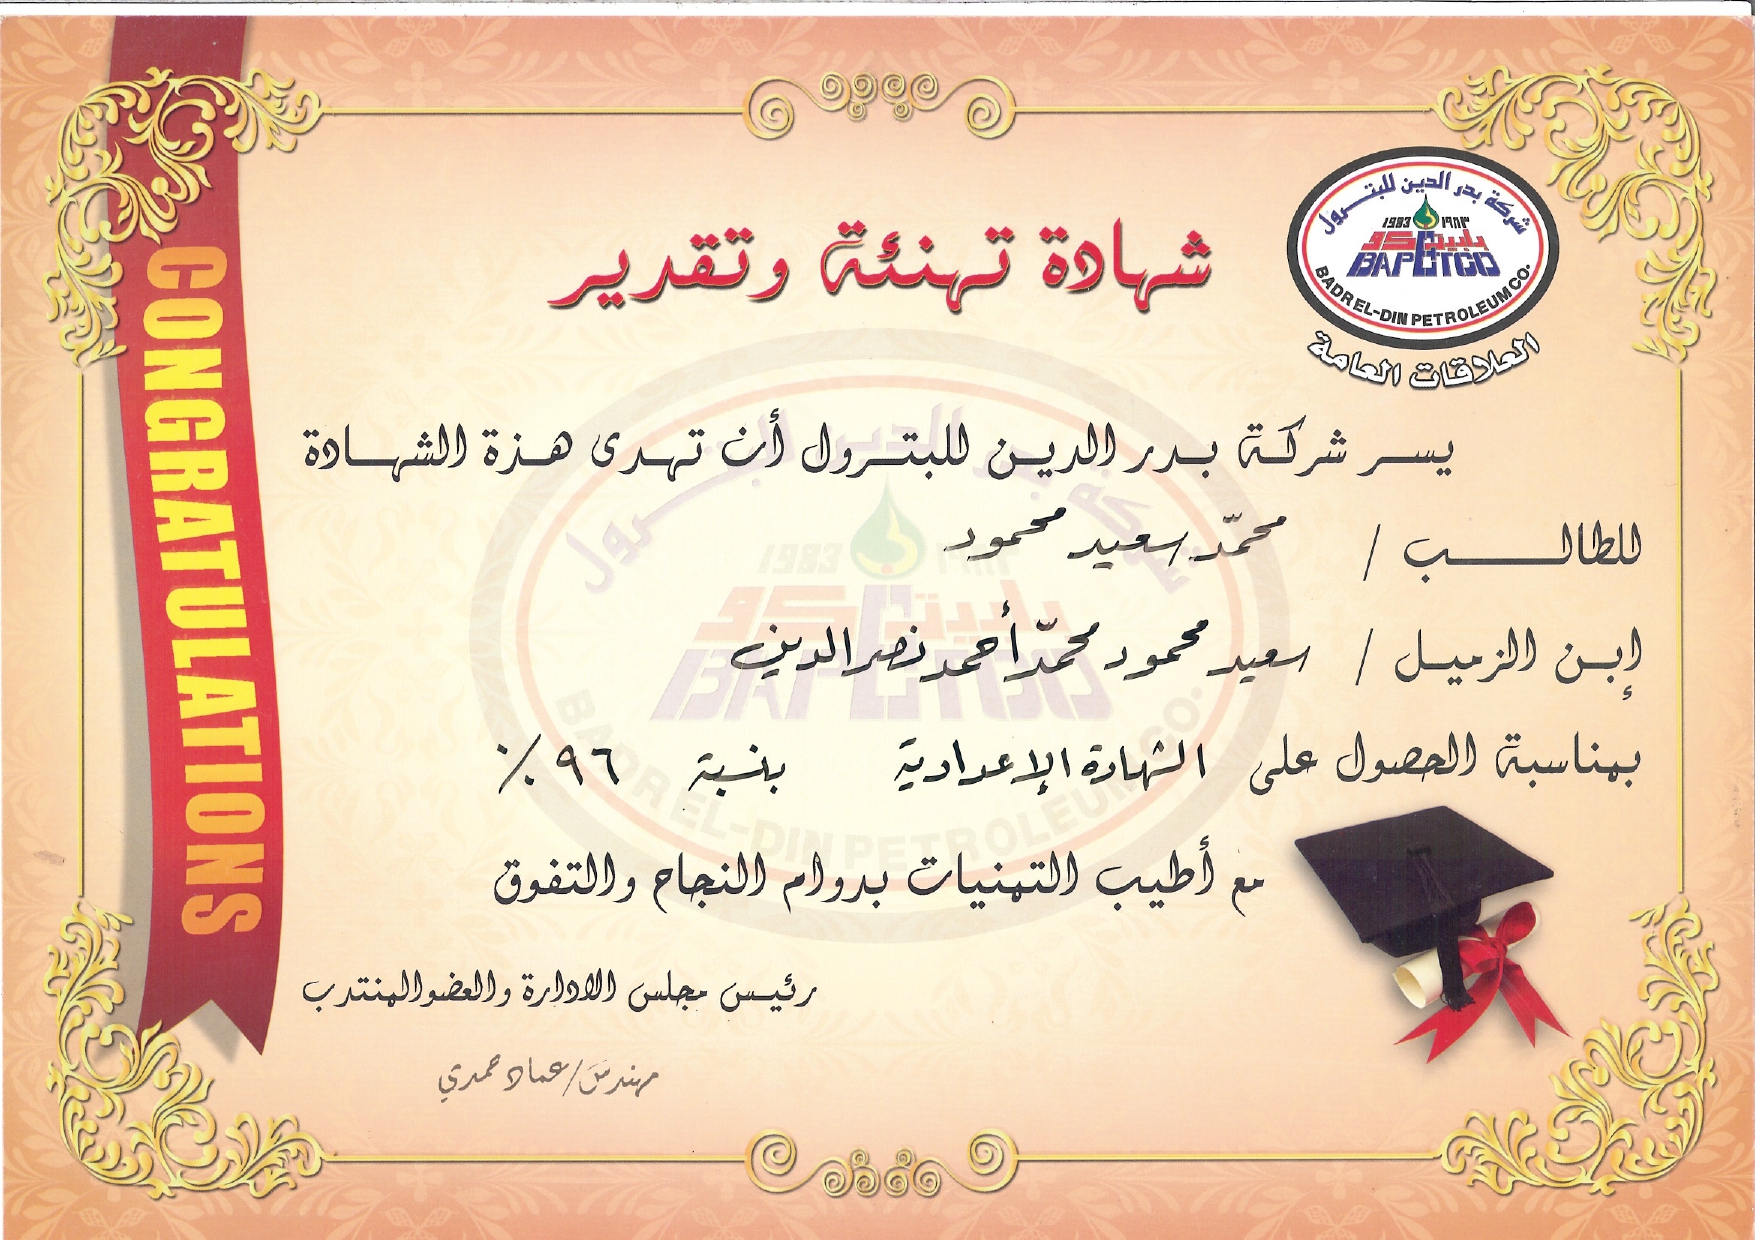 CONGRATULATIONS
شركة بدر الدين للبترول
1983 ١٩٨٣
بابيتكو
BAPETCO
BADR EL-DIN PETROLEUM CO.
العلاقات العامة
شهادة تهنئة وتقدير
يسر شركة بدر الدين للبترول أن تهدى هذة الشهادة
للطالب / محمّد سعيد محمود
إبن الزميل / سعيد محمود محمّد أحمد نصر الدين
بمناسبة الحصول على الشهادة الإعدادية بنسبة ٩٦٪
مع أطيب التمنيات بدوام النجاح والتفوق
رئيس مجلس الادارة والعضو المنتدب
مهندس/ عماد حمدي